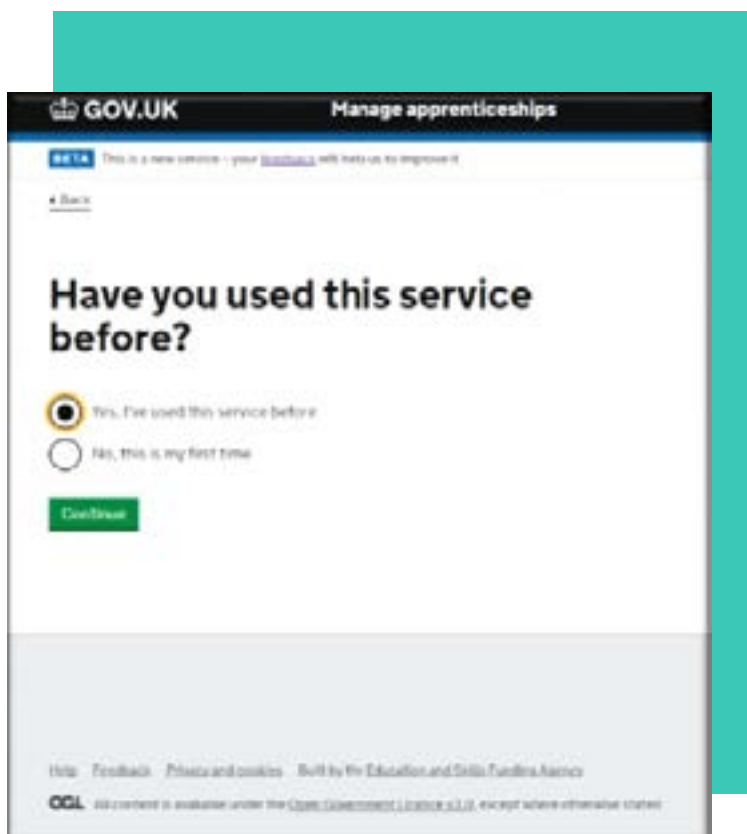 GOV.UK Manage apprenticeships
BETA This is a new service - your feedback will help us to improve it
Back
Have you used this service
before?
Yes, I've used this service before
No, this is my first time
Continue
Help Feedback Privacy and cookies Built by the Education and Skills Funding Agency
OGL All content is available under the Open Government Licence v3.0, except where otherwise stated